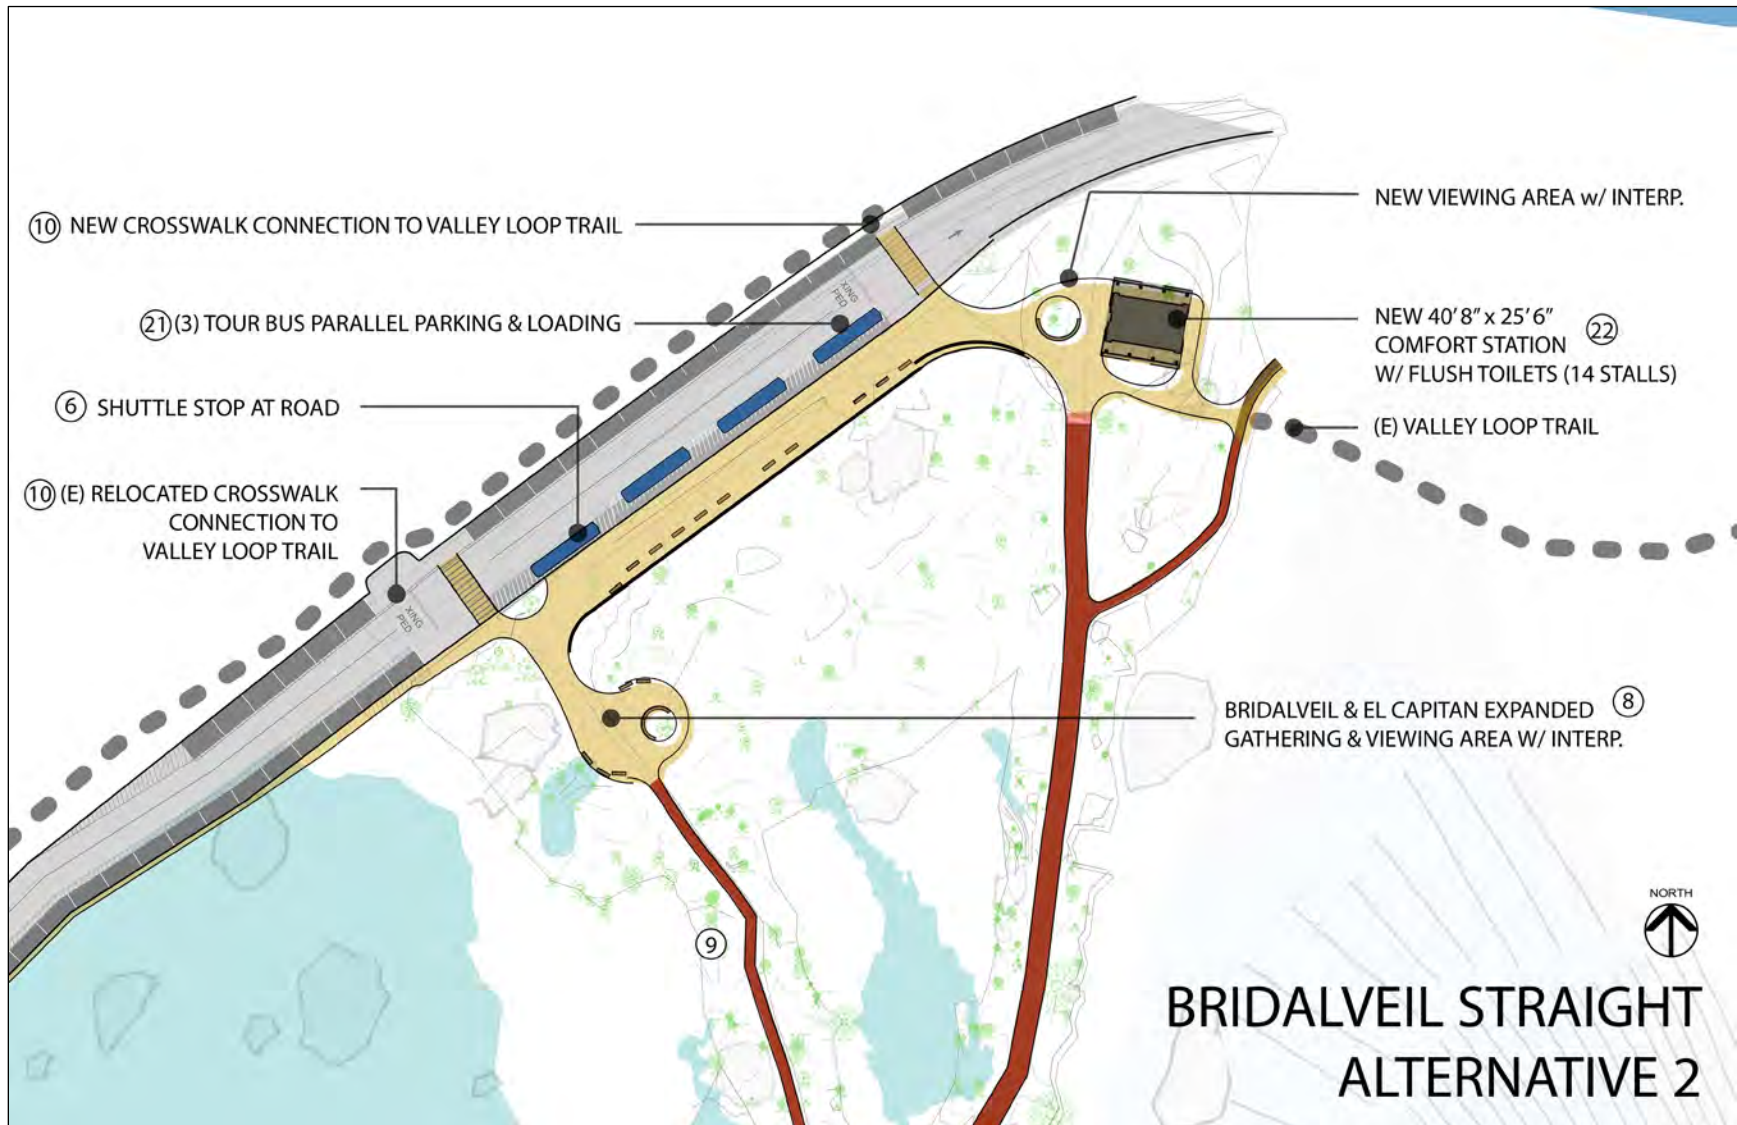 ⑩ NEW CROSSWALK CONNECTION TO VALLEY LOOP TRAIL
㉑ (3) TOUR BUS PARALLEL PARKING & LOADING
⑥ SHUTTLE STOP AT ROAD
⑩ (E) RELOCATED CROSSWALK
CONNECTION TO
VALLEY LOOP TRAIL
XING
PED
XING
PED
NEW VIEWING AREA w/ INTERP.
NEW 40' 8" x 25' 6"
COMFORT STATION ㉒
W/ FLUSH TOILETS (14 STALLS)
(E) VALLEY LOOP TRAIL
BRIDALVEIL & EL CAPITAN EXPANDED ⑧
GATHERING & VIEWING AREA W/ INTERP.
⑨
NORTH
BRIDALVEIL STRAIGHT
ALTERNATIVE 2